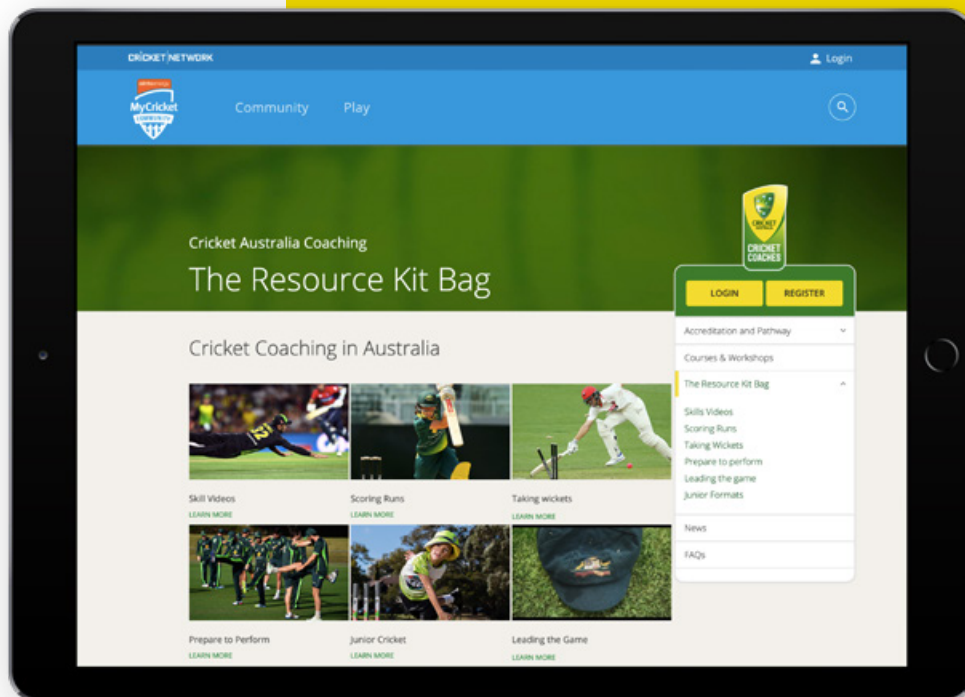 CRICKET NETWORK
Login
MyCricket
COMMUNITY
Community
Play
Cricket Australia Coaching
The Resource Kit Bag
CRICKET
AUSTRALIA
CRICKET
COACHES
LOGIN
REGISTER
Cricket Coaching in Australia
Skill Videos
LEARN MORE
Scoring Runs
LEARN MORE
Taking wickets
LEARN MORE
Prepare to Perform
LEARN MORE
Junior Cricket
LEARN MORE
Leading the Game
LEARN MORE
Accreditation and Pathway
Courses & Workshops
The Resource Kit Bag
Skills Videos
Scoring Runs
Taking Wickets
Prepare to perform
Leading the game
Junior Formats
News
FAQs